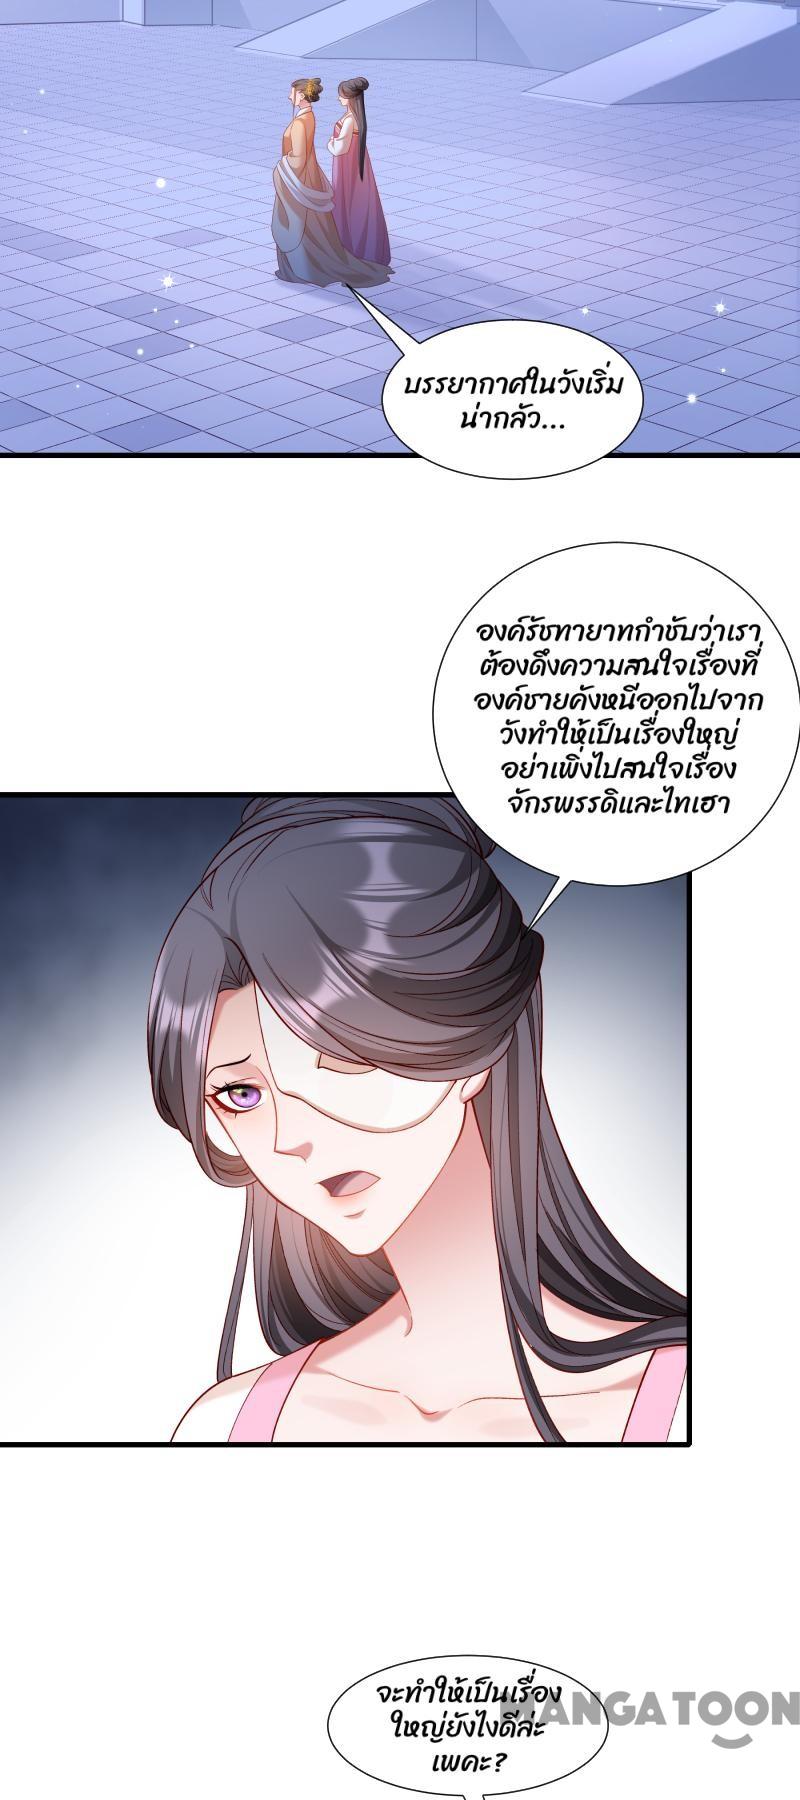 บรรยากาศในวังเริ่ม
น่ากลัว...
องค์รัชทายาทกำชับว่าเรา
ต้องดึงความสนใจเรื่องที่
องค์ชายคังหนีออกไปจาก
วังทำให้เป็นเรื่องใหญ่
อย่าเพิ่งไปสนใจเรื่อง
จักรพรรดิและไทเฮา
จะทำให้เป็นเรื่อง
ใหญ่ยังไงดีล่ะ
เพคะ?
MANGATOON